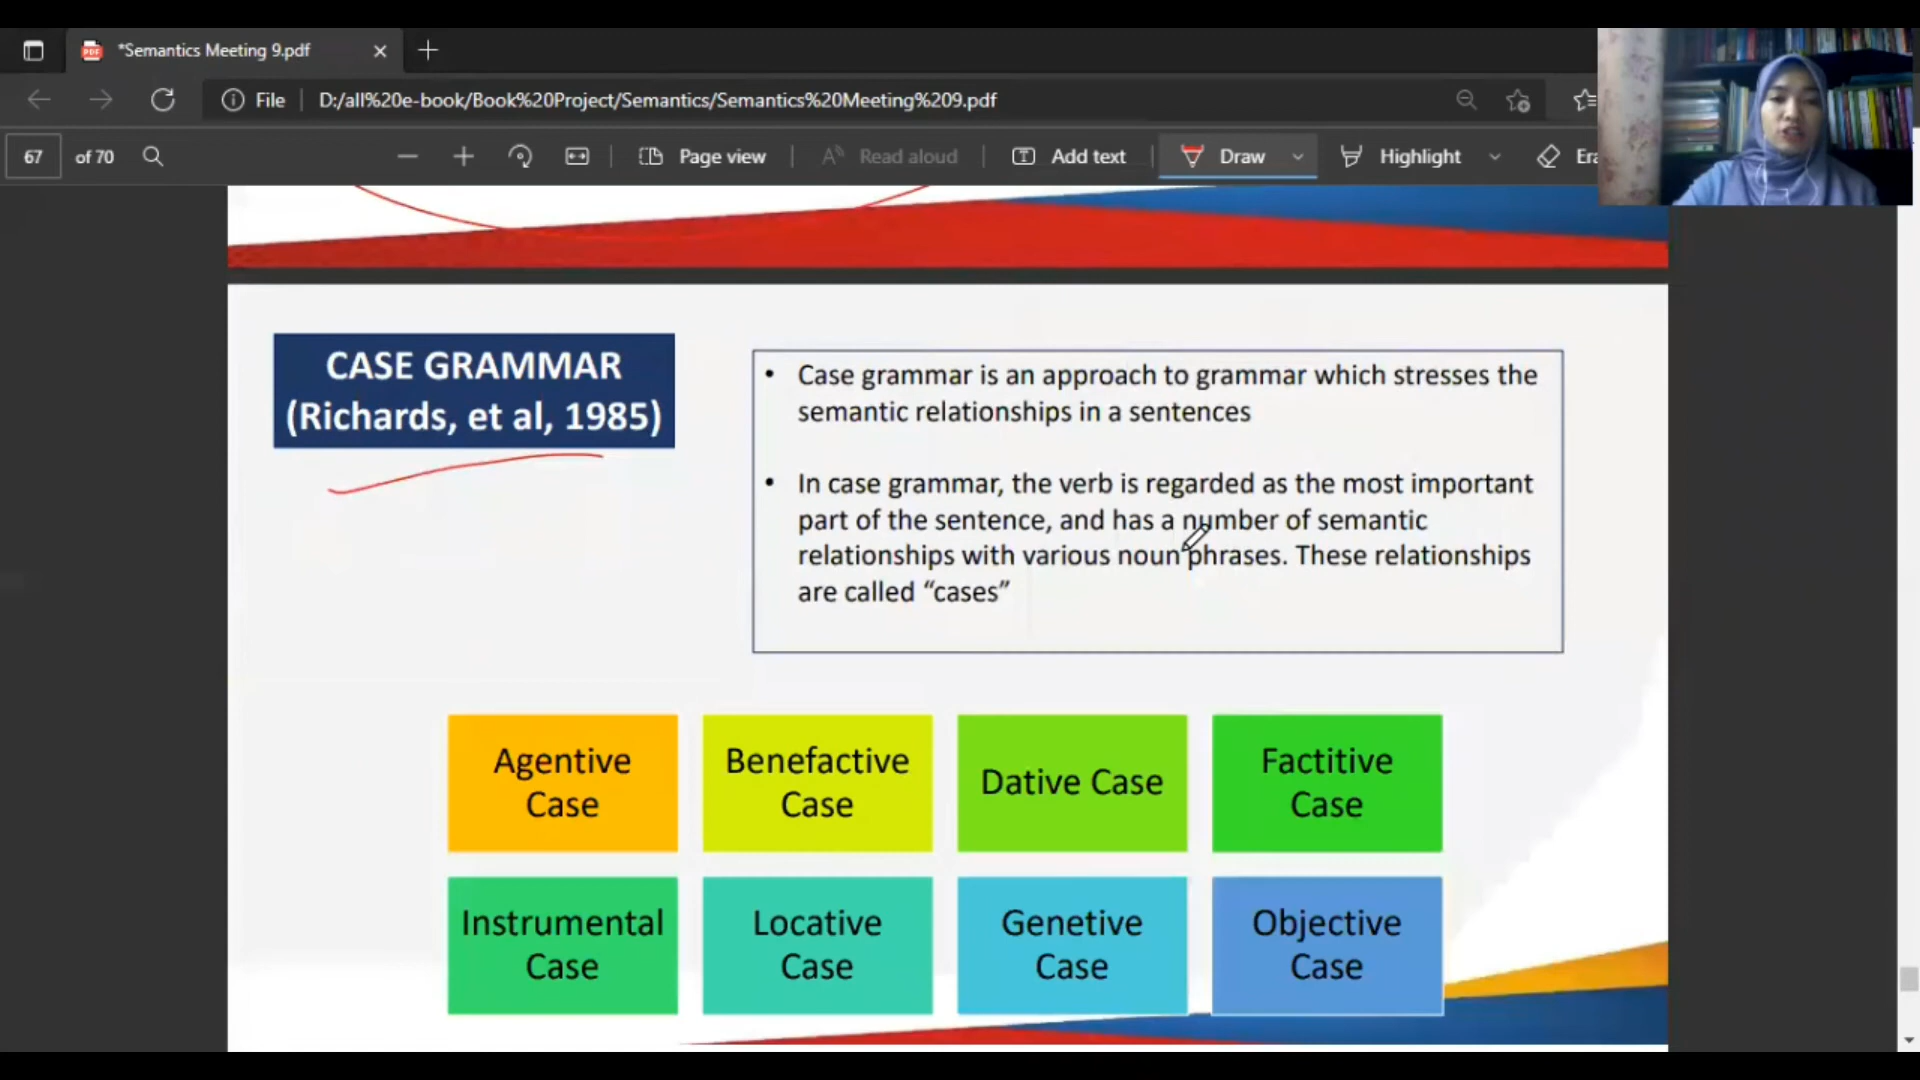 *Semantics Meeting 9.pdf
File
D:/all%20e-book/Book%20Project/Semantics/Semantics%20Meeting%209.pdf
67 of 70
Page view
Read aloud
Add text
Draw
Highlight
CASE GRAMMAR
(Richards, et al, 1985)
• Case grammar is an approach to grammar which stresses the
semantic relationships in a sentences
• In case grammar, the verb is regarded as the most important
part of the sentence, and has a number of semantic
relationships with various noun phrases. These relationships
are called “cases”
Agentive
Case
Benefactive
Case
Dative Case
Factitive
Case
Instrumental
Case
Locative
Case
Genetive
Case
Objective
Case